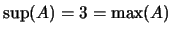 sup(A) = 3 = max(A)